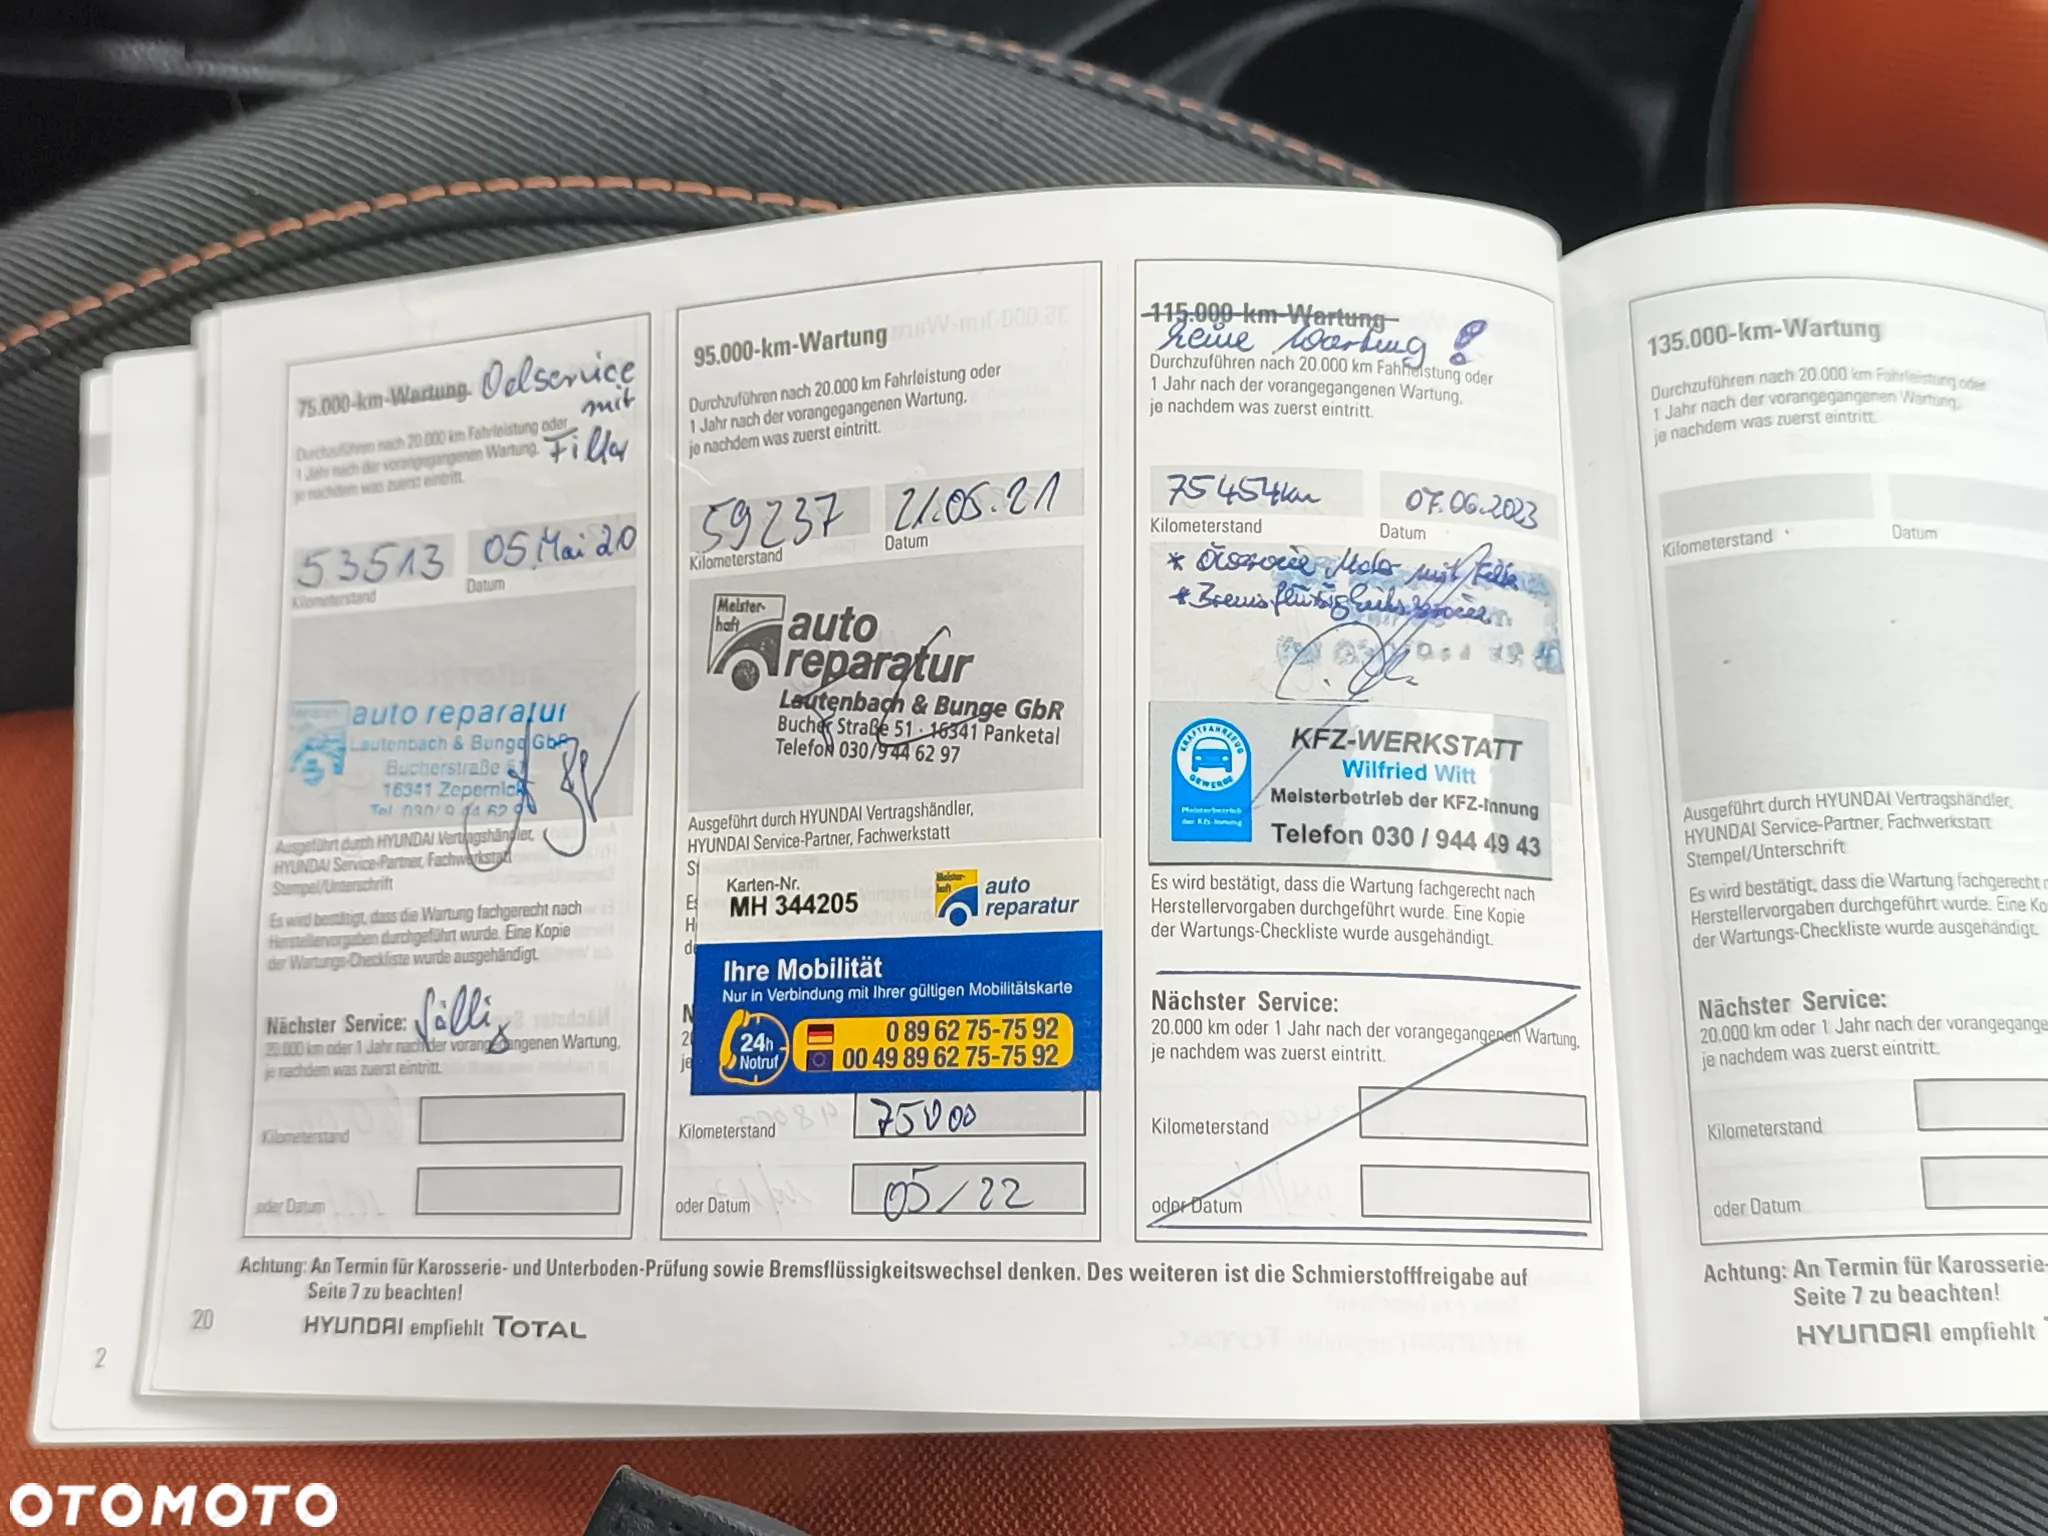 75.000-km-Wartung. Oelservice
mit
Filter
Durchzuführen nach 20.000 km Fahrleistung oder
1 Jahr nach der vorangegangenen Wartung,
je nachdem was zuerst eintritt.
53513
05.Mai 20
Kilometerstand
Datum
auto reparatur
Lautenbach & Bunge GbR
Bucherstraße 51
16341 Zepernick
Ausgeführt durch HYUNDAI Vertragshändler,
HYUNDAI Service-Partner, Fachwerkstatt
Stempel/Unterschrift
Es wird bestätigt, dass die Wartung fachgerecht nach
Herstellervorgaben durchgeführt wurde. Eine Kopie
der Wartungs-Checkliste wurde ausgehändigt.
Nächster Service: fällig
20.000 km oder 1 Jahr nach der vorangegangenen Wartung,
je nachdem was zuerst eintritt.
Kilometerstand
oder Datum
95.000-km-Wartung
Durchzuführen nach 20.000 km Fahrleistung oder
1 Jahr nach der vorangegangenen Wartung,
je nachdem was zuerst eintritt.
59237
21.05.21
Kilometerstand
Datum
Meister-
haft
auto
reparatur
Lautenbach & Bunge GbR
Bucher Straße 51 · 16341 Panketal
Telefon 030/944 62 97
Ausgeführt durch HYUNDAI Vertragshändler,
HYUNDAI Service-Partner, Fachwerkstatt
Karten-Nr.
MH 344205
Meister-
haft
auto
reparatur
Ihre Mobilität
Nur in Verbindung mit Ihrer gültigen Mobilitätskarte
24h
Notruf
0 89 62 75-75 92
00 49 89 62 75-75 92
Kilometerstand
75000
oder Datum
05/22
115.000-km-Wartung
keine Wartung !
Durchzuführen nach 20.000 km Fahrleistung oder
1 Jahr nach der vorangegangenen Wartung,
je nachdem was zuerst eintritt.
75454km
07.06.2023
Kilometerstand
Datum
* Ölservice Motor mit Filter
* Bremsflüssigkeitsservice
KRAFTFAHRZEUG
GEWERBE
Meisterbetrieb
der Kfz-Innung
KFZ-WERKSTATT
Wilfried Witt
Meisterbetrieb der KFZ-Innung
Telefon 030 / 944 49 43
Es wird bestätigt, dass die Wartung fachgerecht nach
Herstellervorgaben durchgeführt wurde. Eine Kopie
der Wartungs-Checkliste wurde ausgehändigt.
Nächster Service:
20.000 km oder 1 Jahr nach der vorangegangenen Wartung,
je nachdem was zuerst eintritt.
Kilometerstand
oder Datum
Achtung: An Termin für Karosserie- und Unterboden-Prüfung sowie Bremsflüssigkeitswechsel denken. Des weiteren ist die Schmierstofffreigabe auf
Seite 7 zu beachten!
20
HYUNDAI empfiehlt TOTAL
2
135.000-km-Wartung
Durchzuführen nach 20.000 km Fahrleistung oder
1 Jahr nach der vorangegangenen Wartung,
je nachdem was zuerst eintritt.
Kilometerstand
Datum
Ausgeführt durch HYUNDAI Vertragshändler,
HYUNDAI Service-Partner, Fachwerkstatt
Stempel/Unterschrift
Es wird bestätigt, dass die Wartung fachgerecht
Herstellervorgaben durchgeführt wurde. Eine
der Wartungs-Checkliste wurde ausgehändigt.
Nächster Service:
20.000 km oder 1 Jahr nach der
je nachdem was zuerst eintritt.
Kilometerstand
oder Datum
Achtung: An Termin für Karosserie-
Seite 7 zu beachten!
HYUNDAI empfiehlt
OTOMOTO